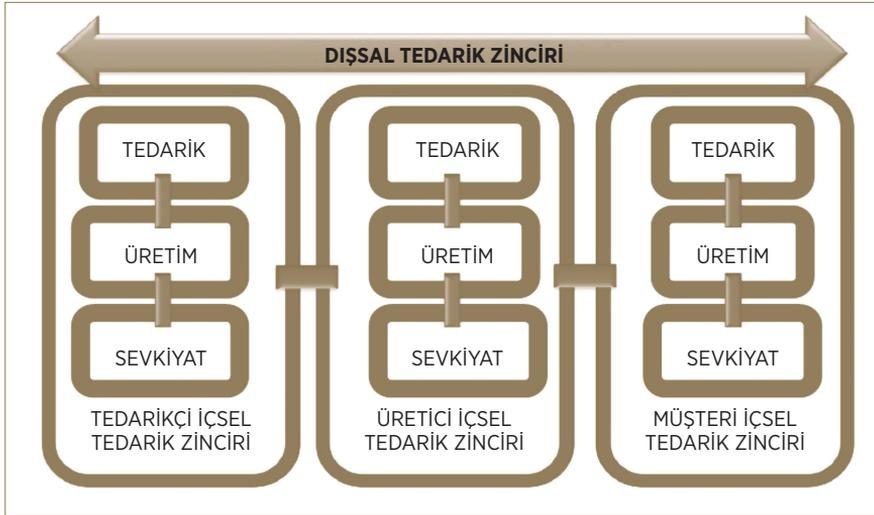 DIŞSAL TEDARİK ZİNCİRİ
TEDARİK
ÜRETİM
SEVKİYAT
TEDARİKÇİ İÇSEL
TEDARİK ZİNCİRİ
TEDARİK
ÜRETİM
SEVKİYAT
ÜRETİCİ İÇSEL
TEDARİK ZİNCİRİ
TEDARİK
ÜRETİM
SEVKİYAT
MÜŞTERİ İÇSEL
TEDARİK ZİNCİRİ